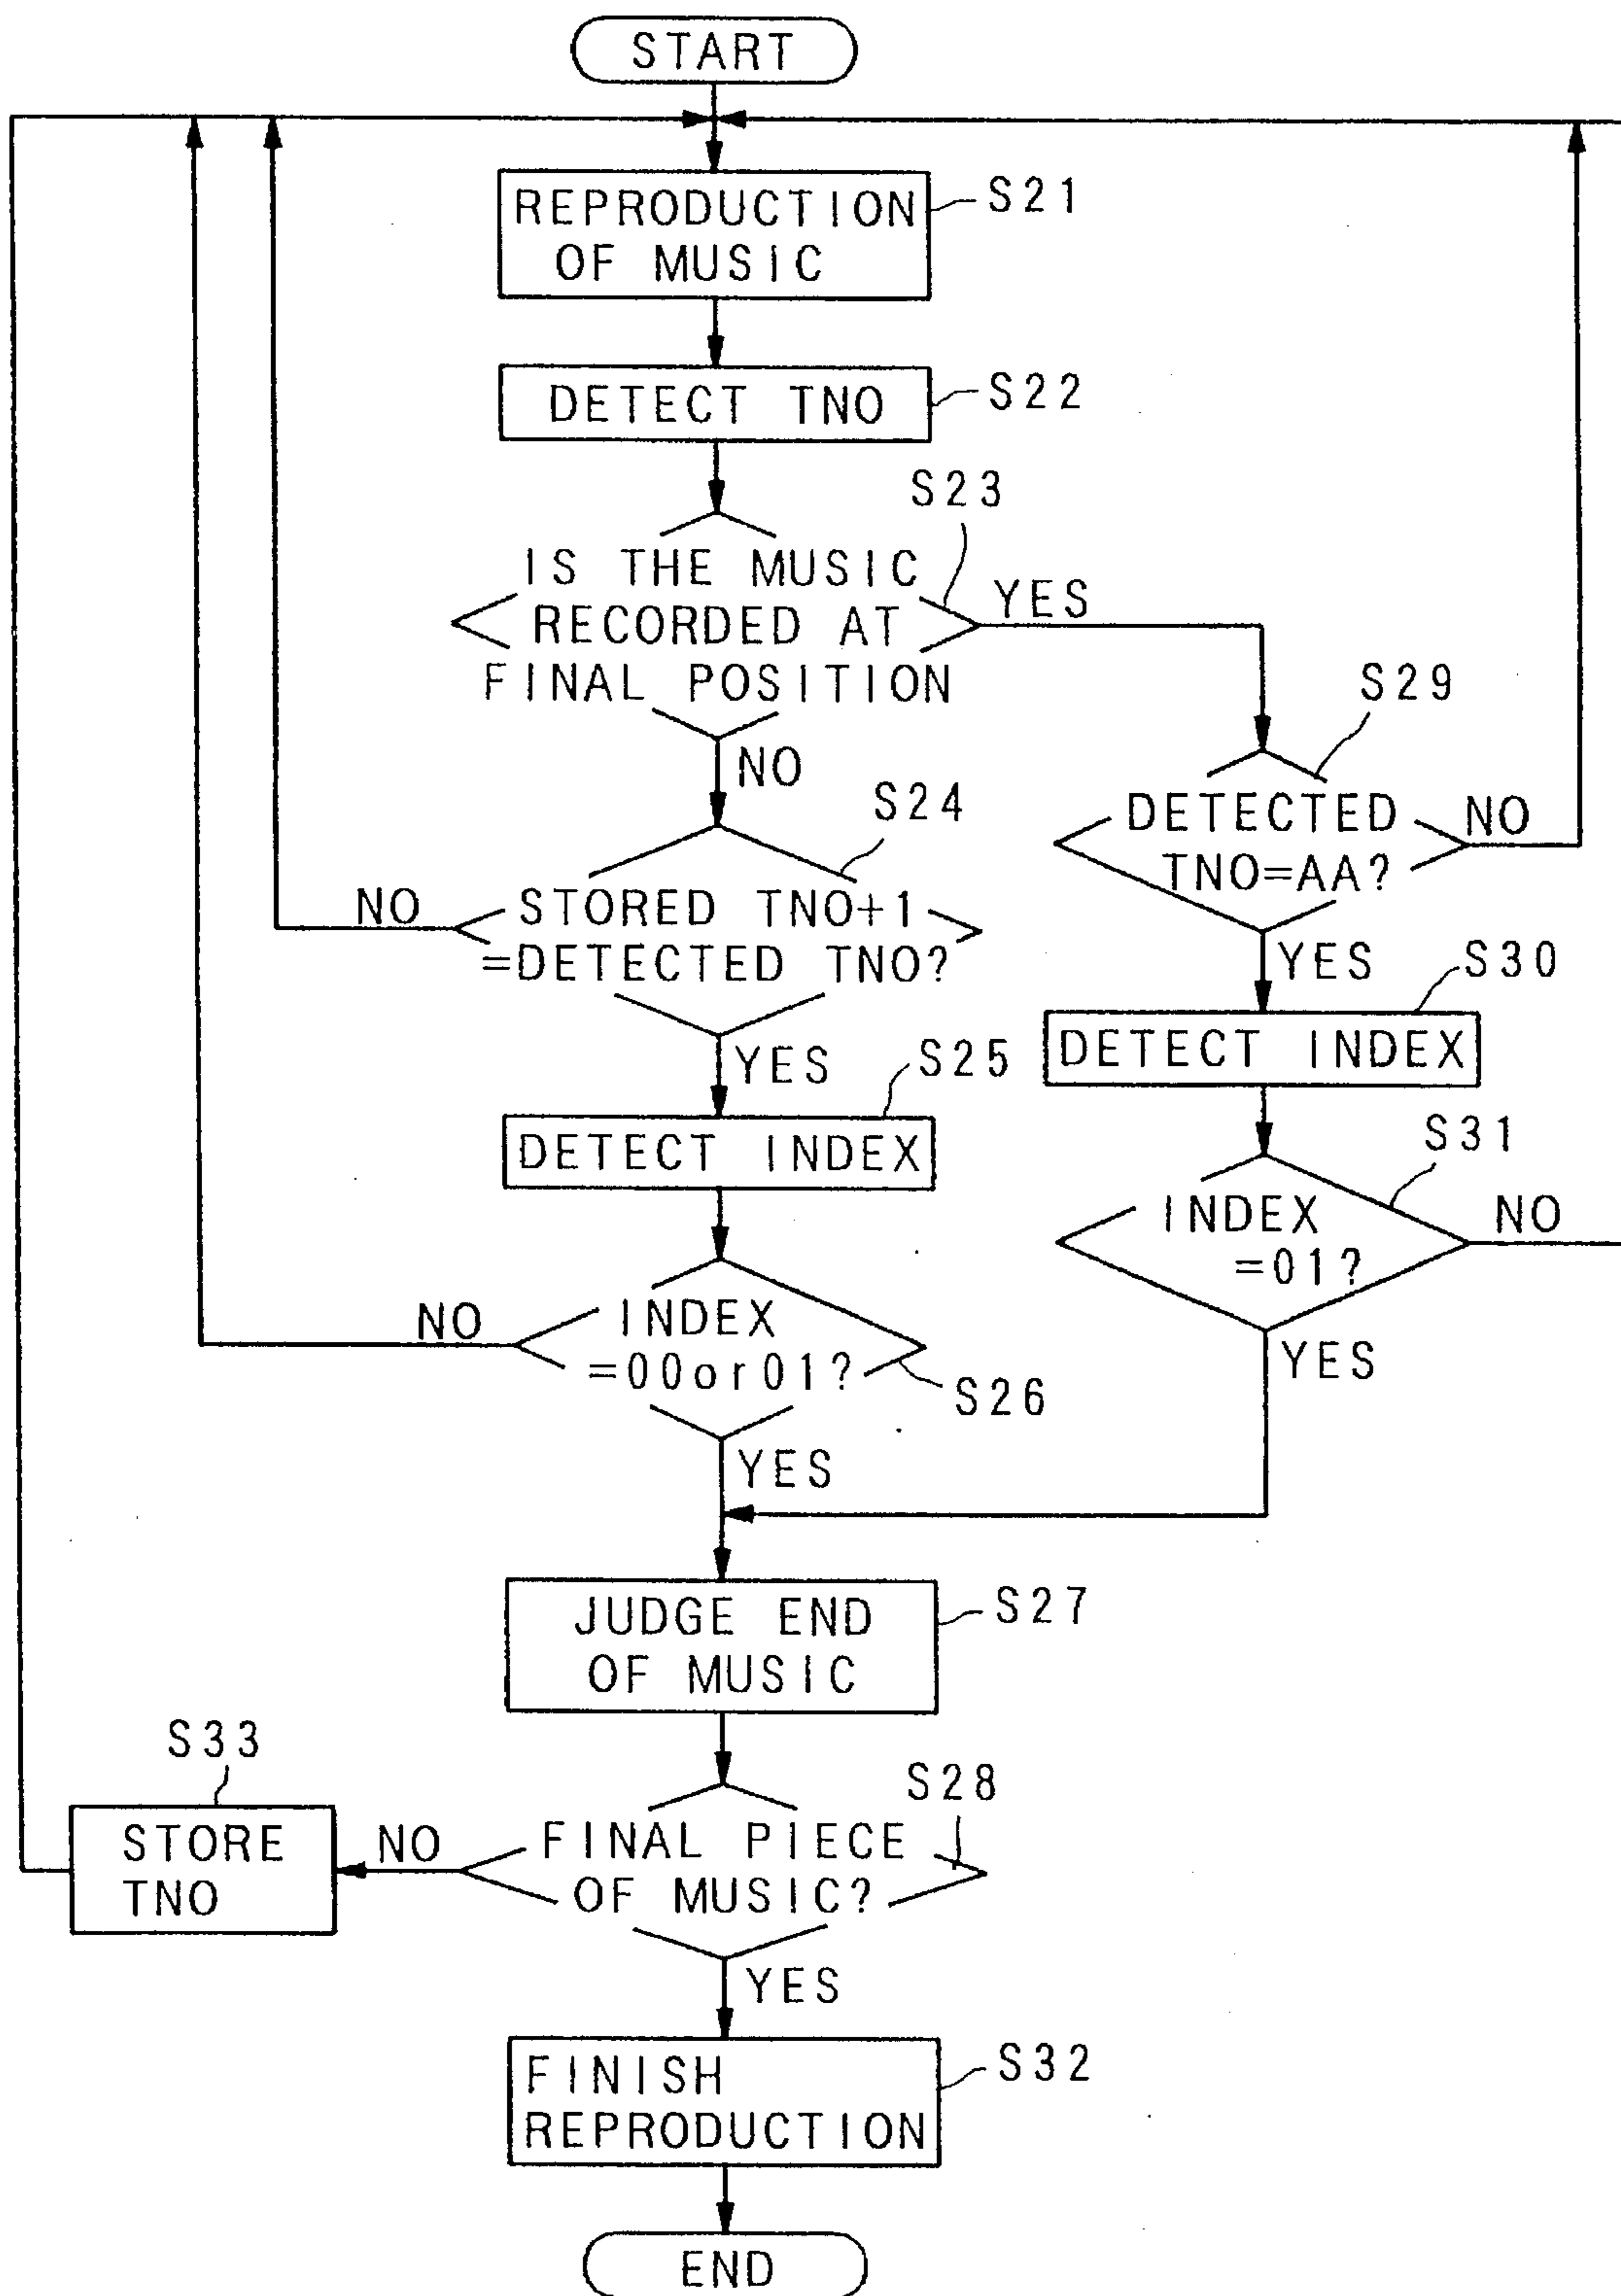 START
REPRODUCTION
OF MUSIC
S21
DETECT TNO
S22
S23
IS THE MUSIC
RECORDED AT
FINAL POSITION
YES
NO
S29
DETECTED
TNO=AA?
NO
YES
S24
STORED TNO+1
=DETECTED TNO?
NO
YES
S30
DETECT INDEX
S25
DETECT INDEX
S31
INDEX
=01?
NO
YES
INDEX
=00or01?
NO
S26
YES
JUDGE END
OF MUSIC
S27
S33
STORE
TNO
NO
S28
FINAL PIECE
OF MUSIC?
YES
FINISH
REPRODUCTION
S32
END